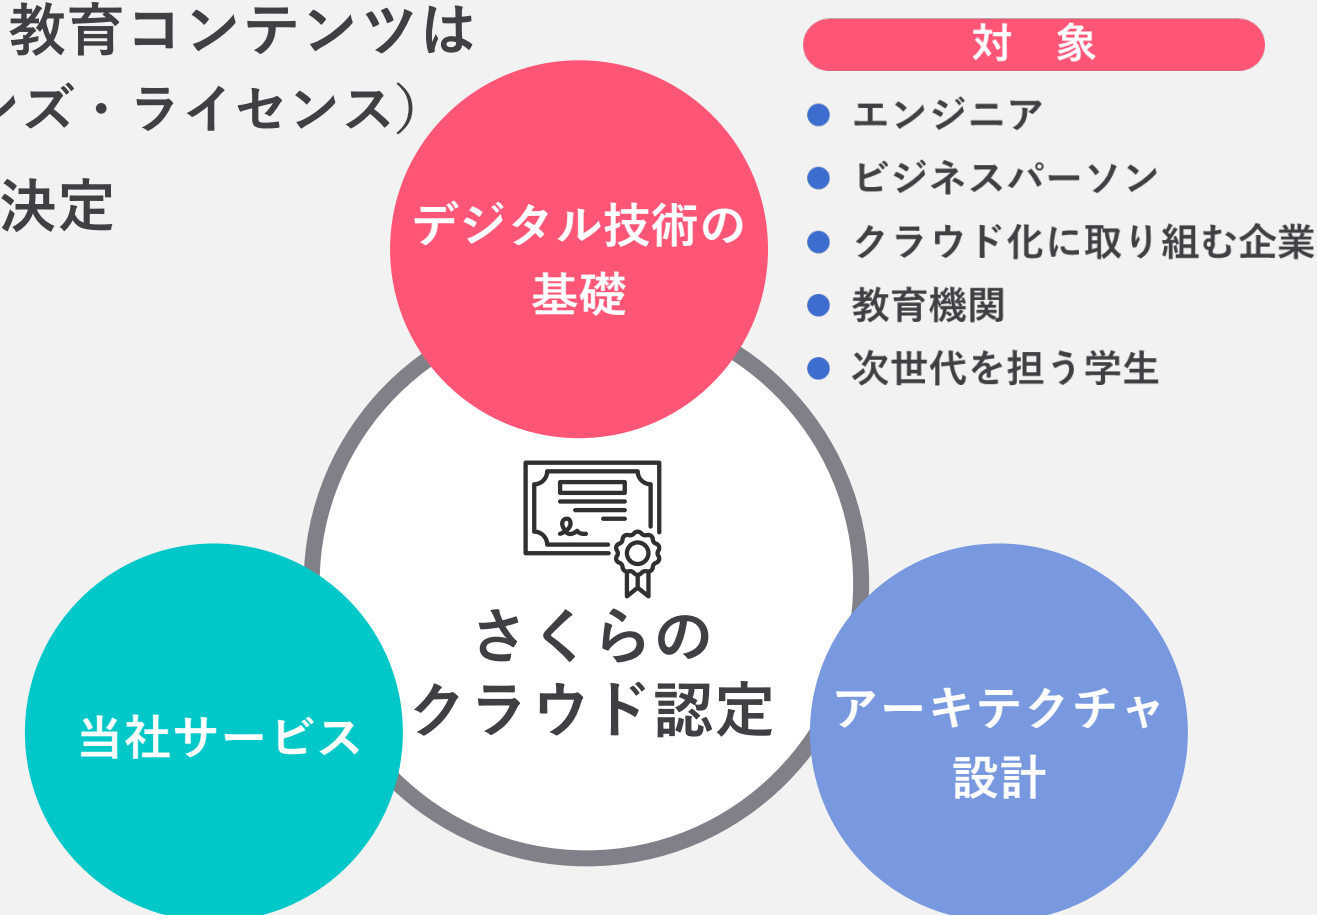 教育コンテンツは
ンズ・ライセンス）
決定
対　象
エンジニア
ビジネスパーソン
クラウド化に取り組む企業
教育機関
次世代を担う学生
デジタル技術の
基礎
さくらの
クラウド認定
当社サービス
アーキテクチャ
設計